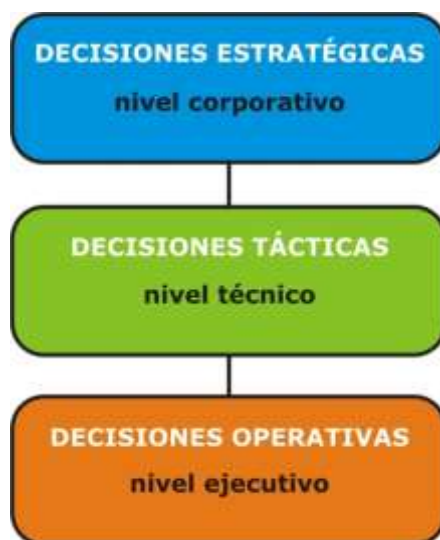 DECISIONES ESTRATÉGICAS
nivel corporativo
DECISIONES TÁCTICAS
nivel técnico
DECISIONES OPERATIVAS
nivel ejecutivo